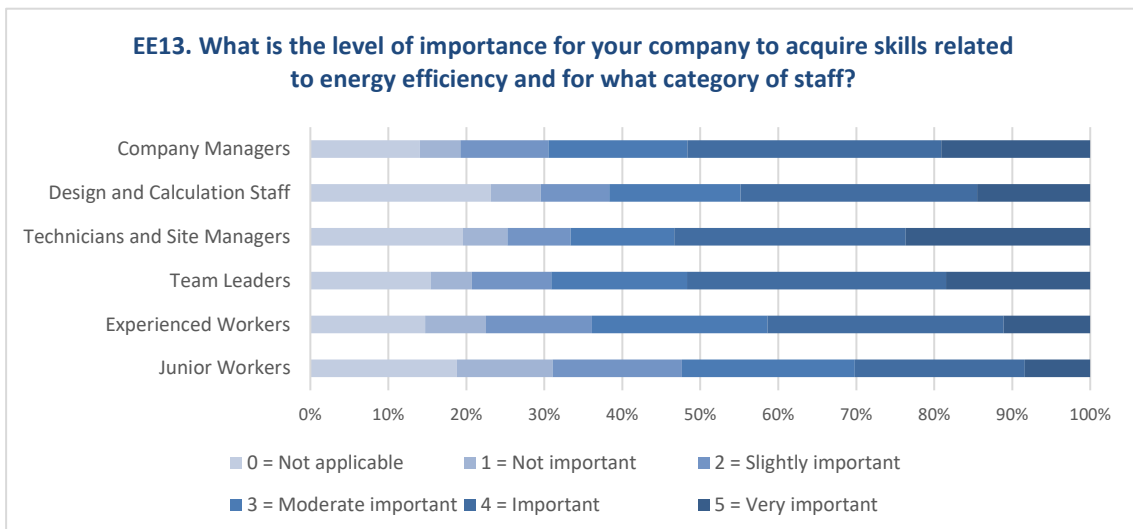 EE13. What is the level of importance for your company to acquire skills related
to energy efficiency and for what category of staff?
Company Managers
Design and Calculation Staff
Technicians and Site Managers
Team Leaders
Experienced Workers
Junior Workers
0% 10% 20% 30% 40% 50% 60% 70% 80% 90% 100%
0 = Not applicable 1 = Not important 2 = Slightly important
3 = Moderate important 4 = Important 5 = Very important